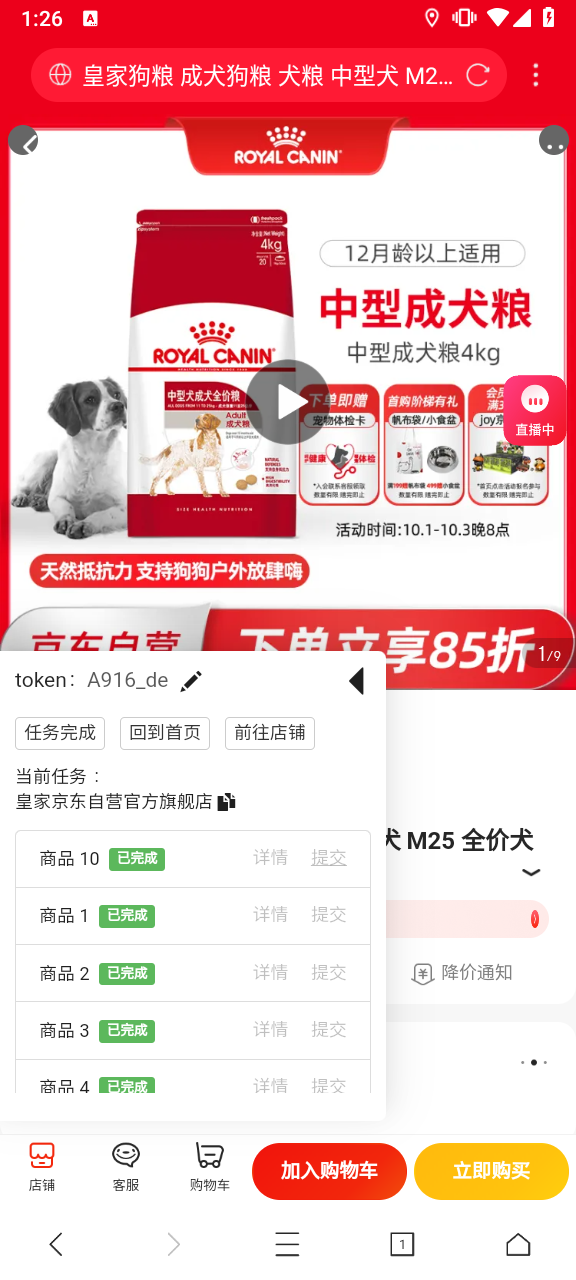 1:26
皇家狗粮 成犬狗粮 犬粮 中型犬 M2...
ROYAL CANIN
12月龄以上适用
中型成犬粮
中型成犬粮4kg
4kg
ROYAL CANIN
中型犬成犬全价粮
Adult
成犬粮
SIZE HEALTH NUTRITION
下单即赠
宠物体检卡
首购阶梯有礼
帆布袋/小食盆
直播中
活动时间:10.1-10.3晚8点
天然抵抗力 支持狗狗户外放肆嗨
京东自营
下单立享85折
1/9
token: A916_de
任务完成
回到首页
前往店铺
当前任务：
皇家京东自营官方旗舰店
商品 10 已完成 详情 提交
商品 1 已完成 详情 提交
商品 2 已完成 详情 提交
商品 3 已完成 详情 提交
商品 4 已完成 详情 提交
犬 M25 全价犬
降价通知
店铺
客服
购物车
加入购物车
立即购买
1